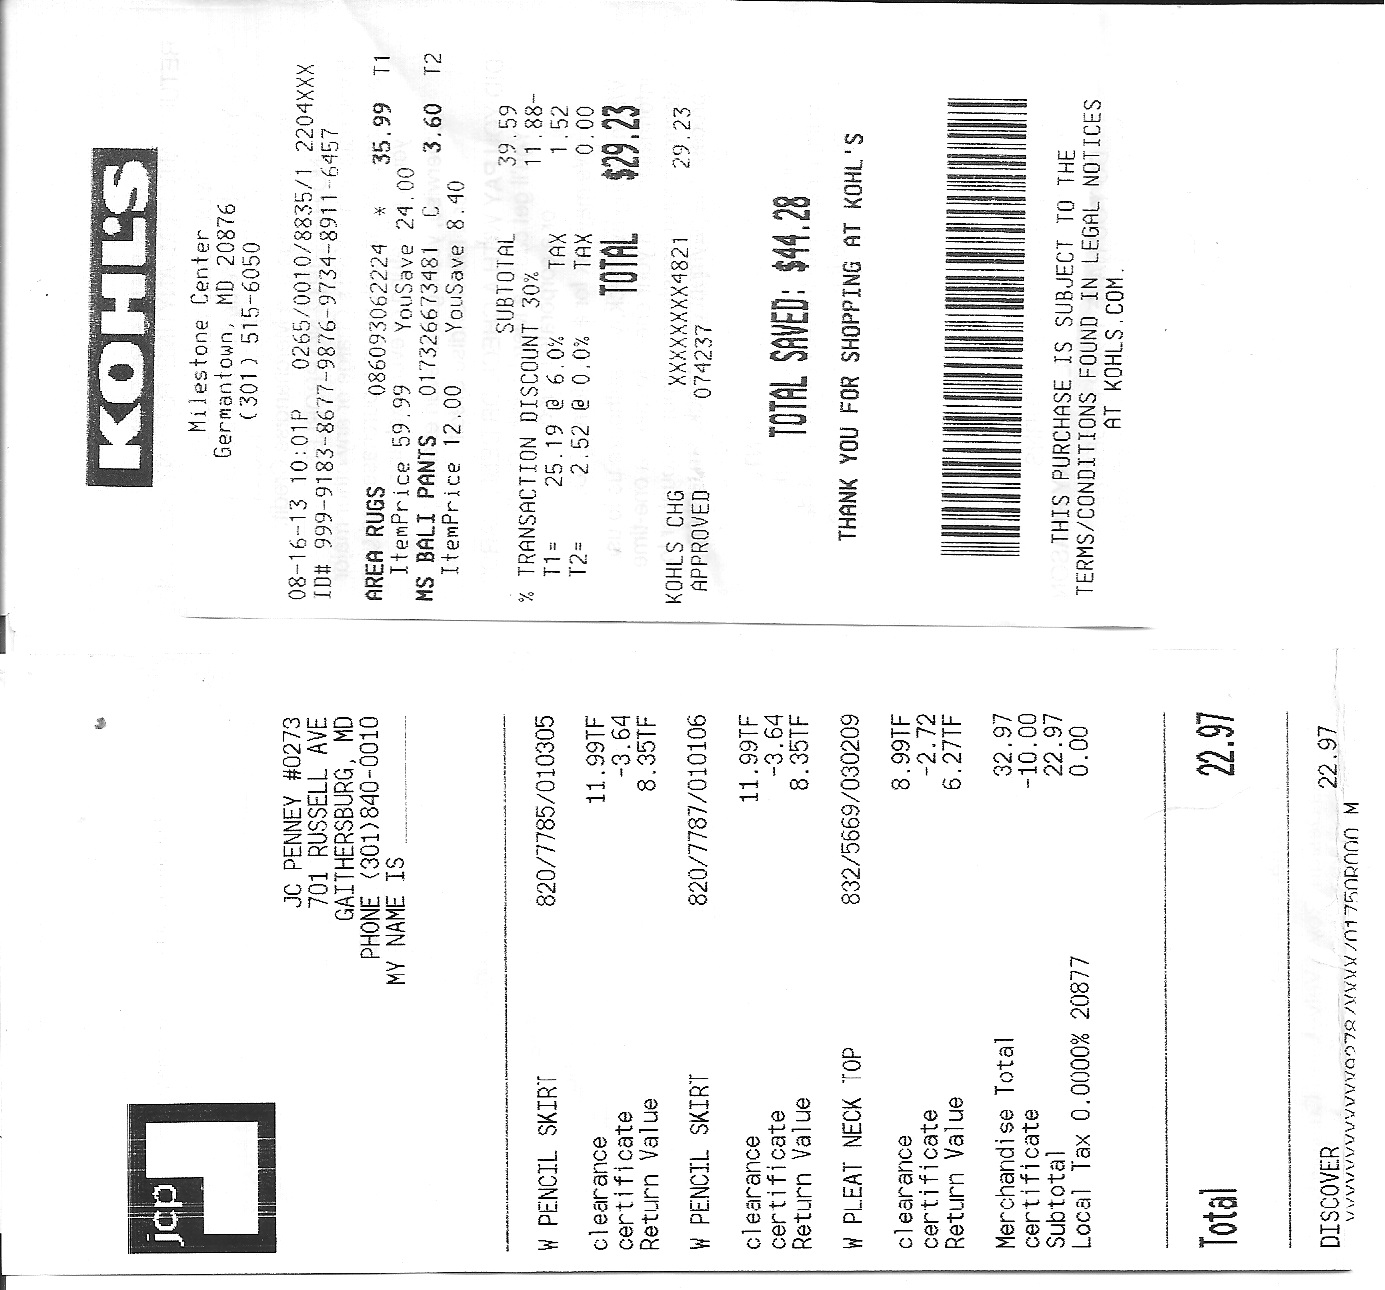 KOHL'S
Milestone Center
Germantown, MD 20876
(301) 515-6050
08-16-13 10:01P 0265/0010/8835/1 2204XXX
ID# 999-9183-8677-9876-9734-8911-6457
AREA RUGS 086093062224 * 35.99 T1
ItemPrice 59.99 YouSave 24.00
MS BALI PANTS 017326673481 C 3.60 T2
ItemPrice 12.00 YouSave 8.40
SUBTOTAL 39.59
% TRANSACTION DISCOUNT 30% 11.88-
T1= 25.19 @ 6.0% TAX 1.52
T2= 2.52 @ 0.0% TAX 0.00
TOTAL $29.23
KOHLS CHG XXXXXXXX4821 29.23
APPROVED 074237
TOTAL SAVED: $44.28
THANK YOU FOR SHOPPING AT KOHL'S
THIS PURCHASE IS SUBJECT TO THE
TERMS/CONDITIONS FOUND IN LEGAL NOTICES
AT KOHLS.COM.
jcp
JC PENNEY #0273
701 RUSSELL AVE
GAITHERSBURG, MD
PHONE (301)840-0010
MY NAME IS
W PENCIL SKIRT 820/7785/010305
clearance 11.99TF
certificate -3.64
Return Value 8.35TF
W PENCIL SKIRT 820/7787/010106
clearance 11.99TF
certificate -3.64
Return Value 8.35TF
W PLEAT NECK TOP 832/5669/030209
clearance 8.99TF
certificate -2.72
Return Value 6.27TF
Merchandise Total 32.97
certificate -10.00
Subtotal 22.97
Local Tax 0.0000% 20877 0.00
Total 22.97
DISCOVER 22.97